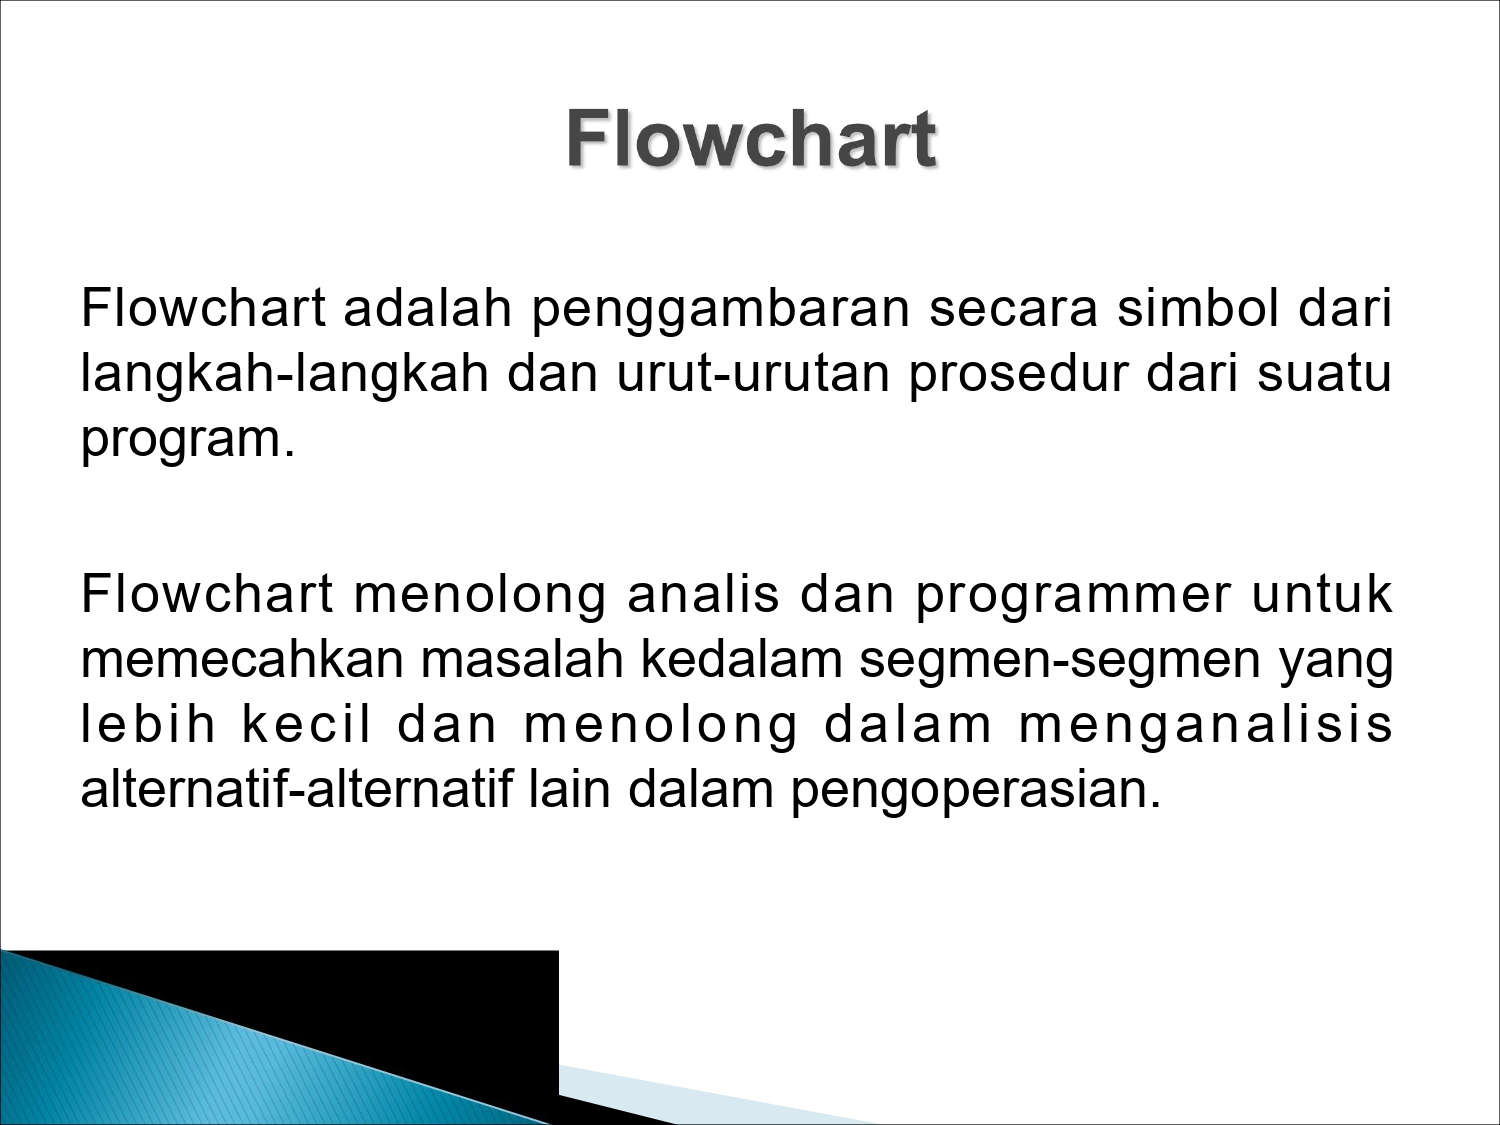 Flowchart
Flowchart adalah penggambaran secara simbol dari
langkah-langkah dan urut-urutan prosedur dari suatu
program.
Flowchart menolong analis dan programmer untuk
memecahkan masalah kedalam segmen-segmen yang
lebih kecil dan menolong dalam menganalisis
alternatif-alternatif lain dalam pengoperasian.